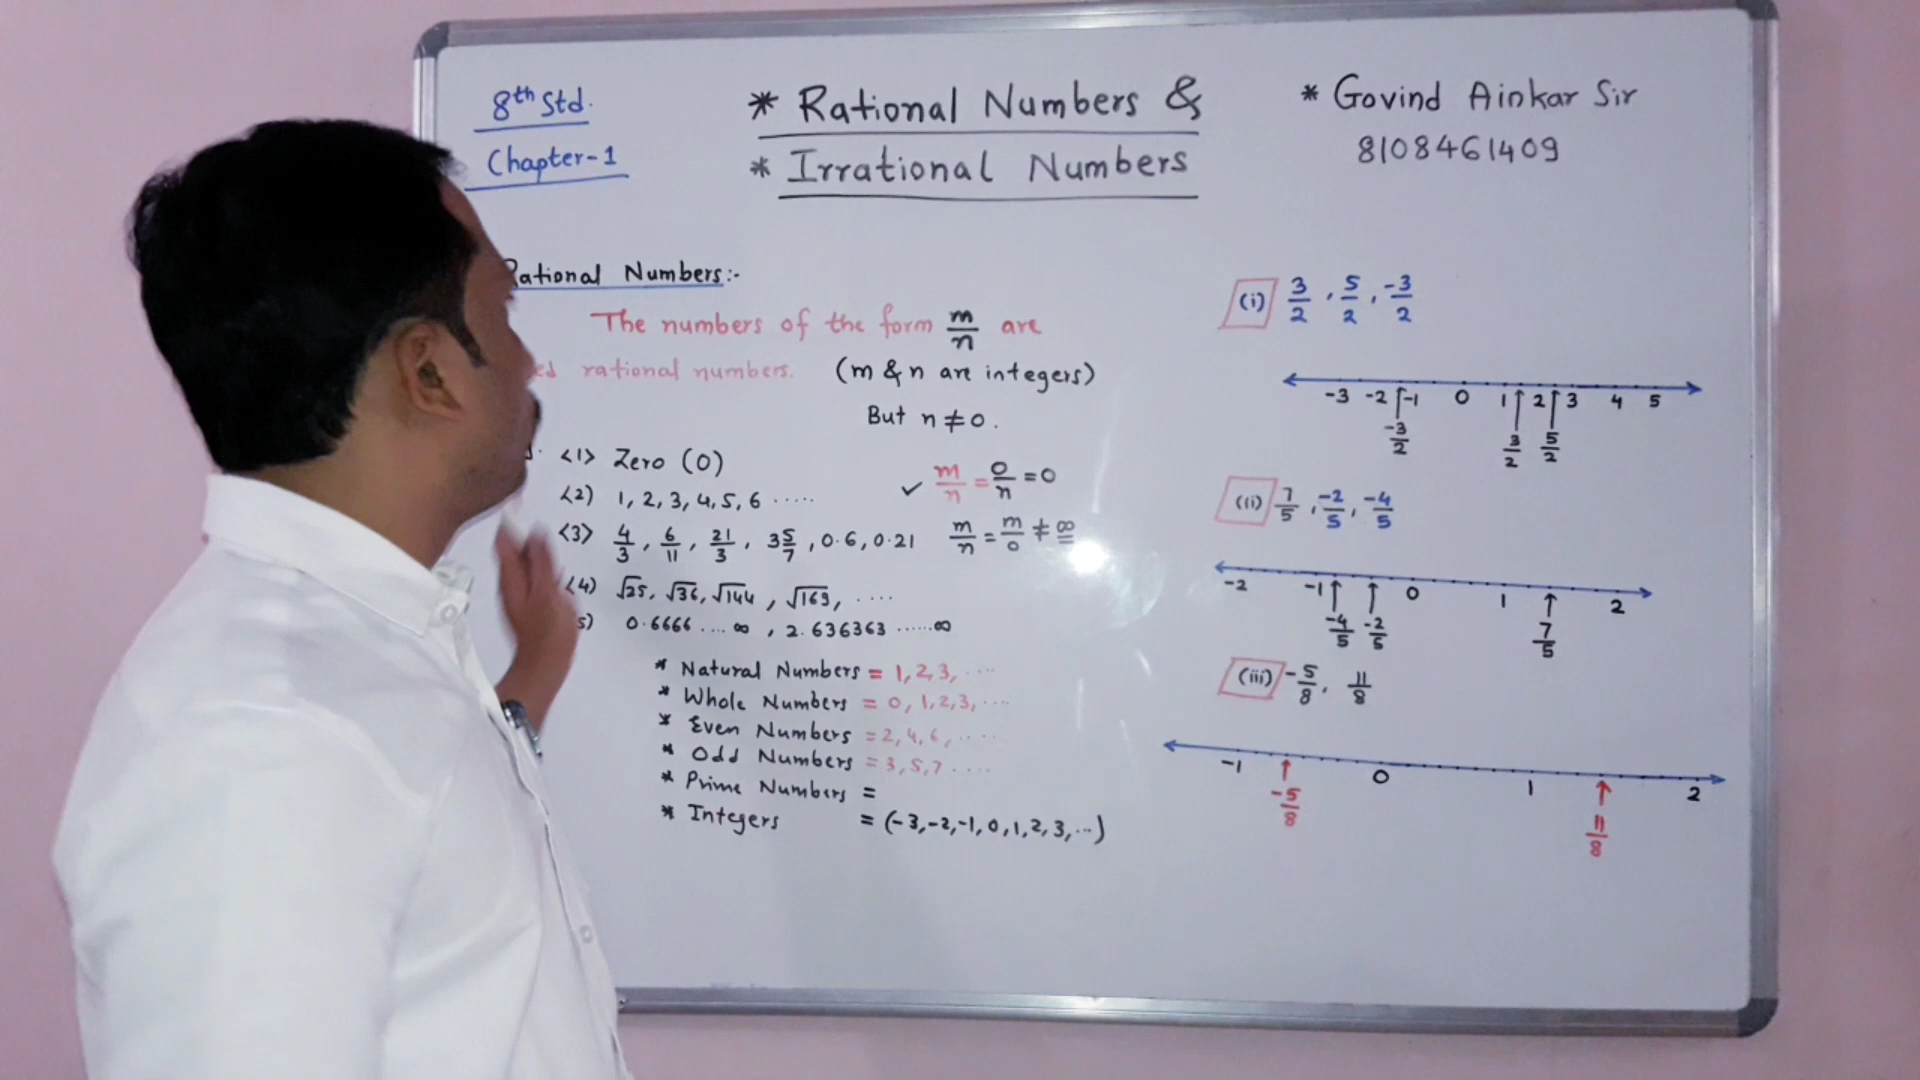 8th Std.
Chapter-1
* Rational Numbers &
* Irrational Numbers
* Govind Ainkar Sir
8108461409
Rational Numbers:-
The numbers of the form m/n are
rational numbers. (m & n are integers)
But n ≠ 0.
<1> Zero (0)
<2) 1, 2, 3, 4, 5, 6 .....
<3> 4/3, 6/11, 21/3, 3 5/7, 0.6, 0.21
<4) √25, √36, √144, √169, ....
5) 0.6666 .... ∞, 2.636363 ......∞
✓ m/n = 0/n = 0
m/n = m/0 ≠ ∞
* Natural Numbers = 1, 2, 3, ....
* Whole Numbers = 0, 1, 2, 3, ....
* Even Numbers = 2, 4, 6, ....
* Odd Numbers = 3, 5, 7 ....
* Prime Numbers =
* Integers = (-3, -2, -1, 0, 1, 2, 3, ...)
(i) 3/2, 5/2, -3/2
-3 -2 -1 0 1 2 3 4 5
-3/2 3/2 5/2
(ii) 7/5, -2/5, -4/5
-2 -1 0 1 2
-4/5 -2/5 7/5
(iii) -5/8, 11/8
-1 0 1 2
-5/8 11/8